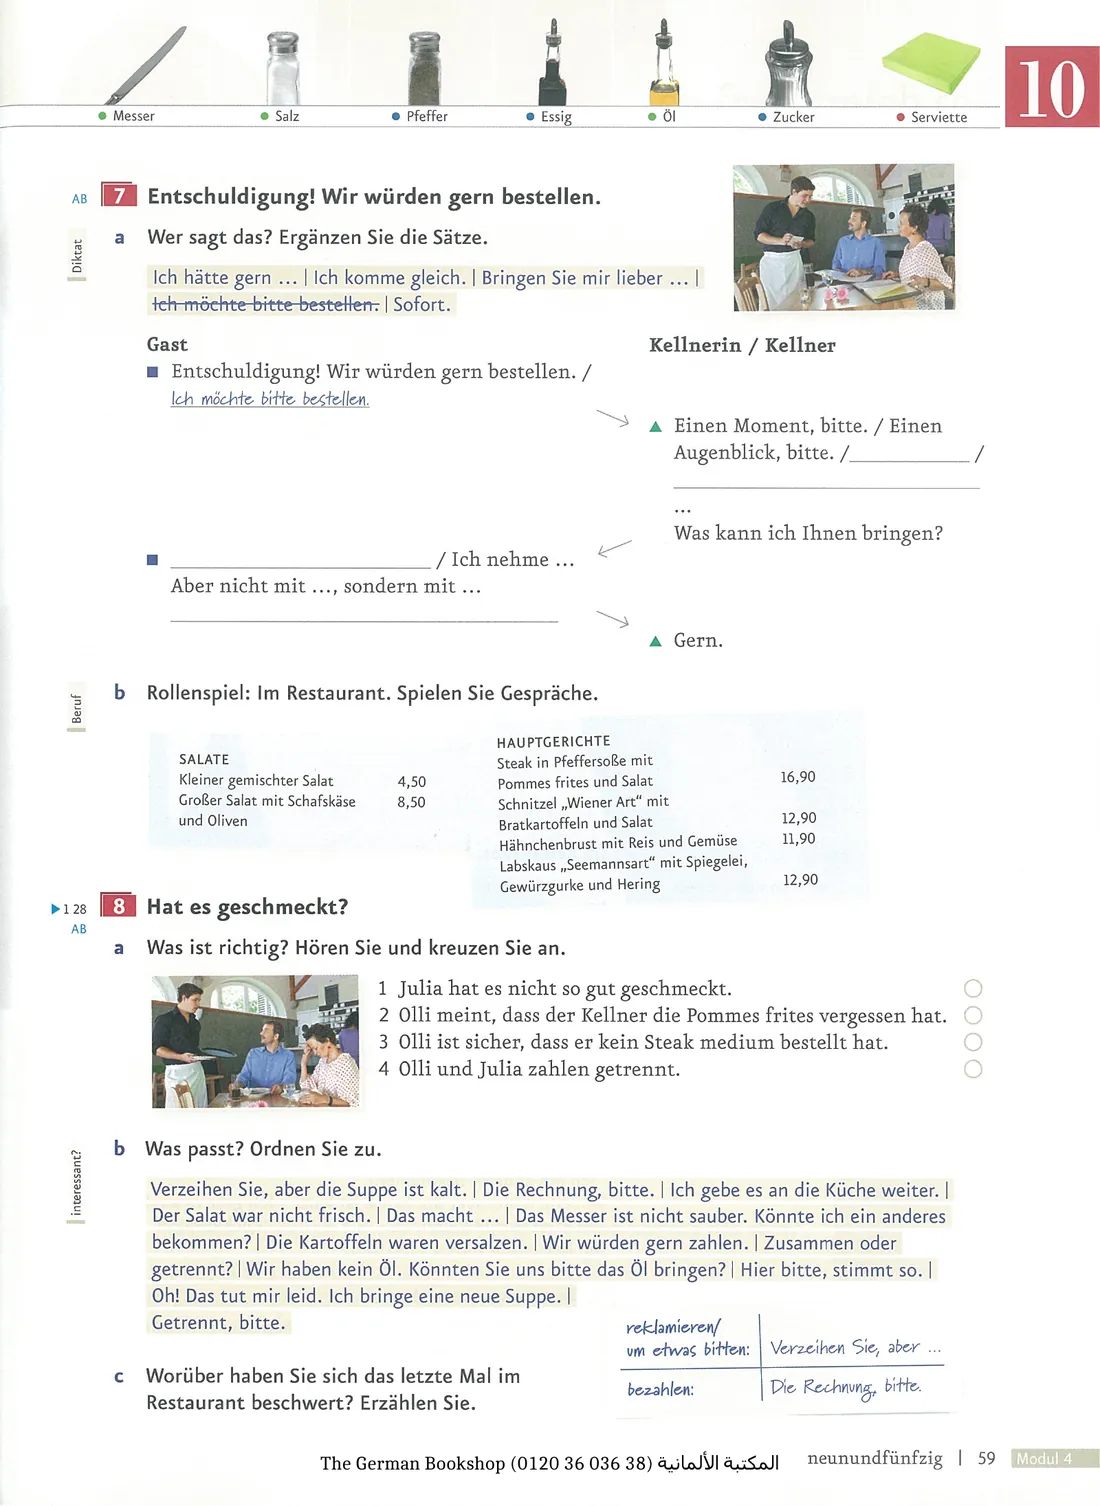 Messer
Salz
Pfeffer
Essig
Öl
Zucker
Serviette
10
AB 7 Entschuldigung! Wir würden gern bestellen.
Diktat
a Wer sagt das? Ergänzen Sie die Sätze.
Ich hätte gern ... | Ich komme gleich. | Bringen Sie mir lieber ... |
Ich möchte bitte bestellen. | Sofort.
Gast
Kellnerin / Kellner
Entschuldigung! Wir würden gern bestellen. /
Ich möchte bitte bestellen.
Einen Moment, bitte. / Einen
Augenblick, bitte. /____________ /
...
Was kann ich Ihnen bringen?
__________________________ / Ich nehme ...
Aber nicht mit ..., sondern mit ...
Gern.
Beruf
b Rollenspiel: Im Restaurant. Spielen Sie Gespräche.
SALATE
Kleiner gemischter Salat 4,50
Großer Salat mit Schafskäse 8,50
und Oliven
HAUPTGERICHTE
Steak in Pfeffersoße mit
Pommes frites und Salat 16,90
Schnitzel „Wiener Art“ mit
Bratkartoffeln und Salat 12,90
Hähnchenbrust mit Reis und Gemüse 11,90
Labskaus „Seemannsart“ mit Spiegelei,
Gewürzgurke und Hering 12,90
▶1 28 8 Hat es geschmeckt?
AB
a Was ist richtig? Hören Sie und kreuzen Sie an.
1 Julia hat es nicht so gut geschmeckt.
2 Olli meint, dass der Kellner die Pommes frites vergessen hat.
3 Olli ist sicher, dass er kein Steak medium bestellt hat.
4 Olli und Julia zahlen getrennt.
interessant?
b Was passt? Ordnen Sie zu.
Verzeihen Sie, aber die Suppe ist kalt. | Die Rechnung, bitte. | Ich gebe es an die Küche weiter. |
Der Salat war nicht frisch. | Das macht ... | Das Messer ist nicht sauber. Könnte ich ein anderes
bekommen? | Die Kartoffeln waren versalzen. | Wir würden gern zahlen. | Zusammen oder
getrennt? | Wir haben kein Öl. Könnten Sie uns bitte das Öl bringen? | Hier bitte, stimmt so. |
Oh! Das tut mir leid. Ich bringe eine neue Suppe. |
Getrennt, bitte.
reklamieren/
um etwas bitten: Verzeihen Sie, aber ...
bezahlen: Die Rechnung, bitte.
c Worüber haben Sie sich das letzte Mal im
Restaurant beschwert? Erzählen Sie.
The German Bookshop (0120 36 036 38) المكتبة الألمانية
neunundfünfzig | 59 Modul 4